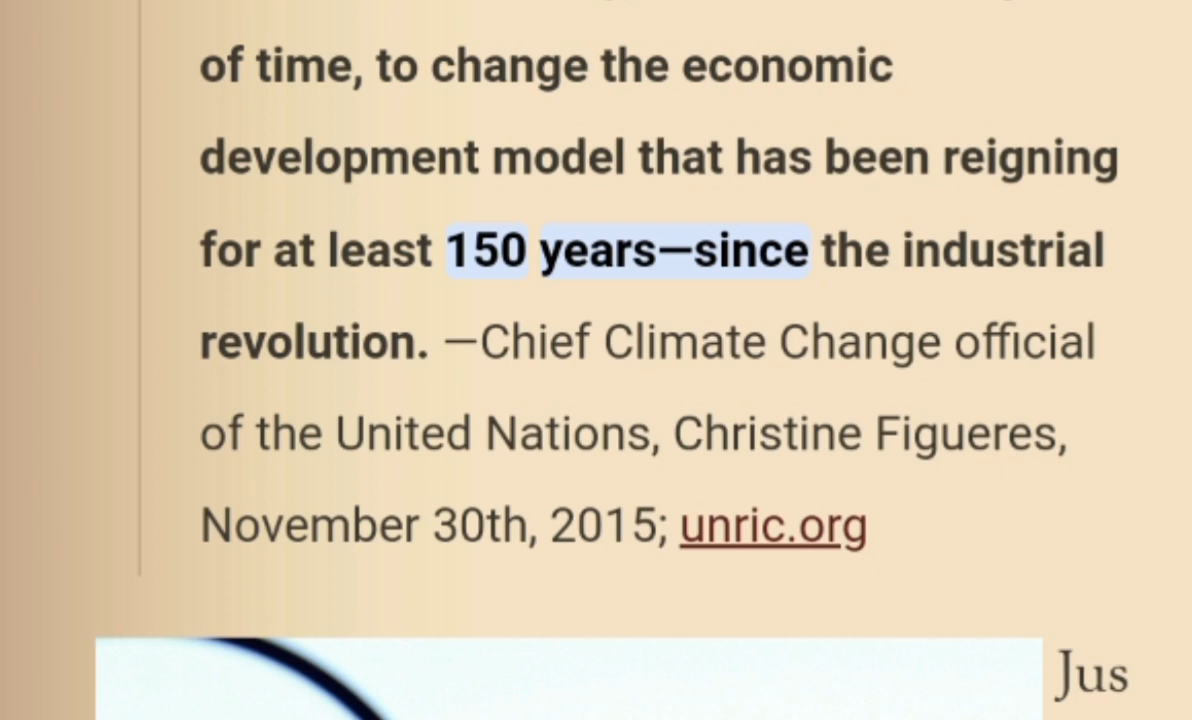 of time, to change the economic
development model that has been reigning
for at least 150 years—since the industrial
revolution. —Chief Climate Change official
of the United Nations, Christine Figueres,
November 30th, 2015; unric.org
Jus